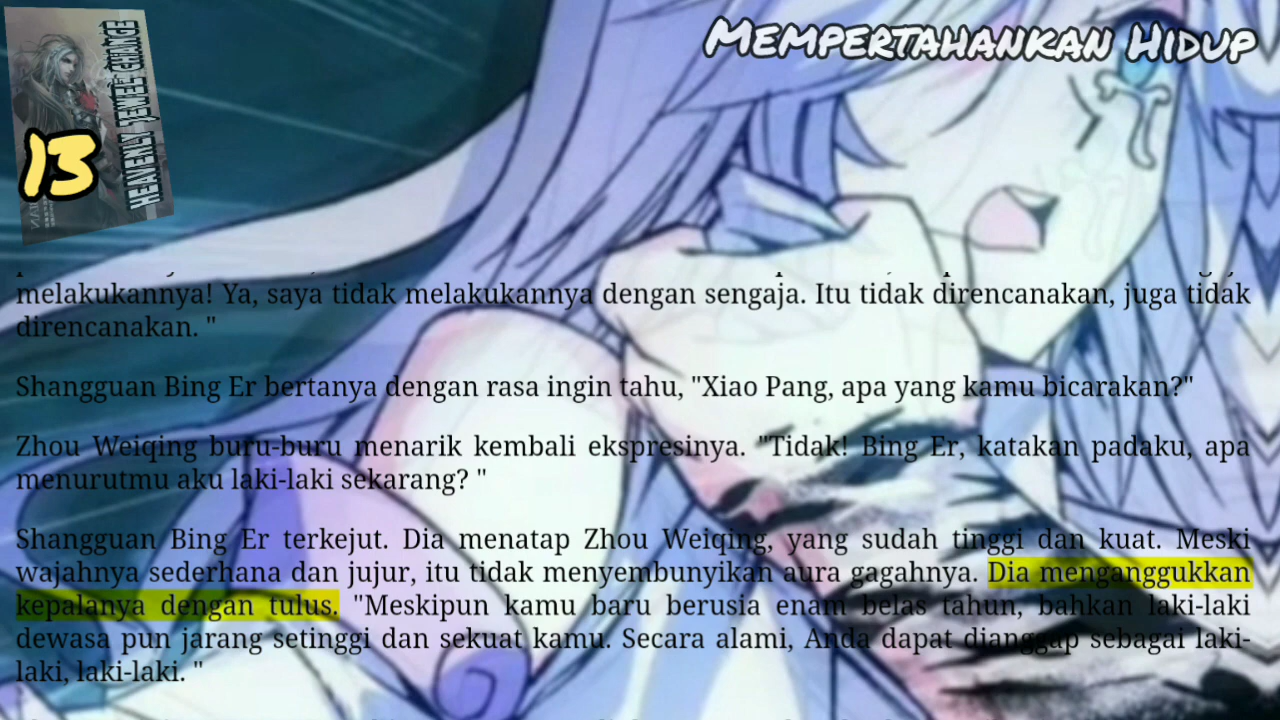 Mempertahankan Hidup
HEAVENLY JEWEL CHANGE
13
melakukannya! Ya, saya tidak melakukannya dengan sengaja. Itu tidak direncanakan, juga tidak
direncanakan. "
Shangguan Bing Er bertanya dengan rasa ingin tahu, "Xiao Pang, apa yang kamu bicarakan?"
Zhou Weiqing buru-buru menarik kembali ekspresinya. "Tidak! Bing Er, katakan padaku, apa
menurutmu aku laki-laki sekarang? "
Shangguan Bing Er terkejut. Dia menatap Zhou Weiqing, yang sudah tinggi dan kuat. Meski
wajahnya sederhana dan jujur, itu tidak menyembunyikan aura gagahnya. Dia menganggukkan
kepalanya dengan tulus. "Meskipun kamu baru berusia enam belas tahun, bahkan laki-laki
dewasa pun jarang setinggi dan sekuat kamu. Secara alami, Anda dapat dianggap sebagai laki-
laki, laki-laki. "